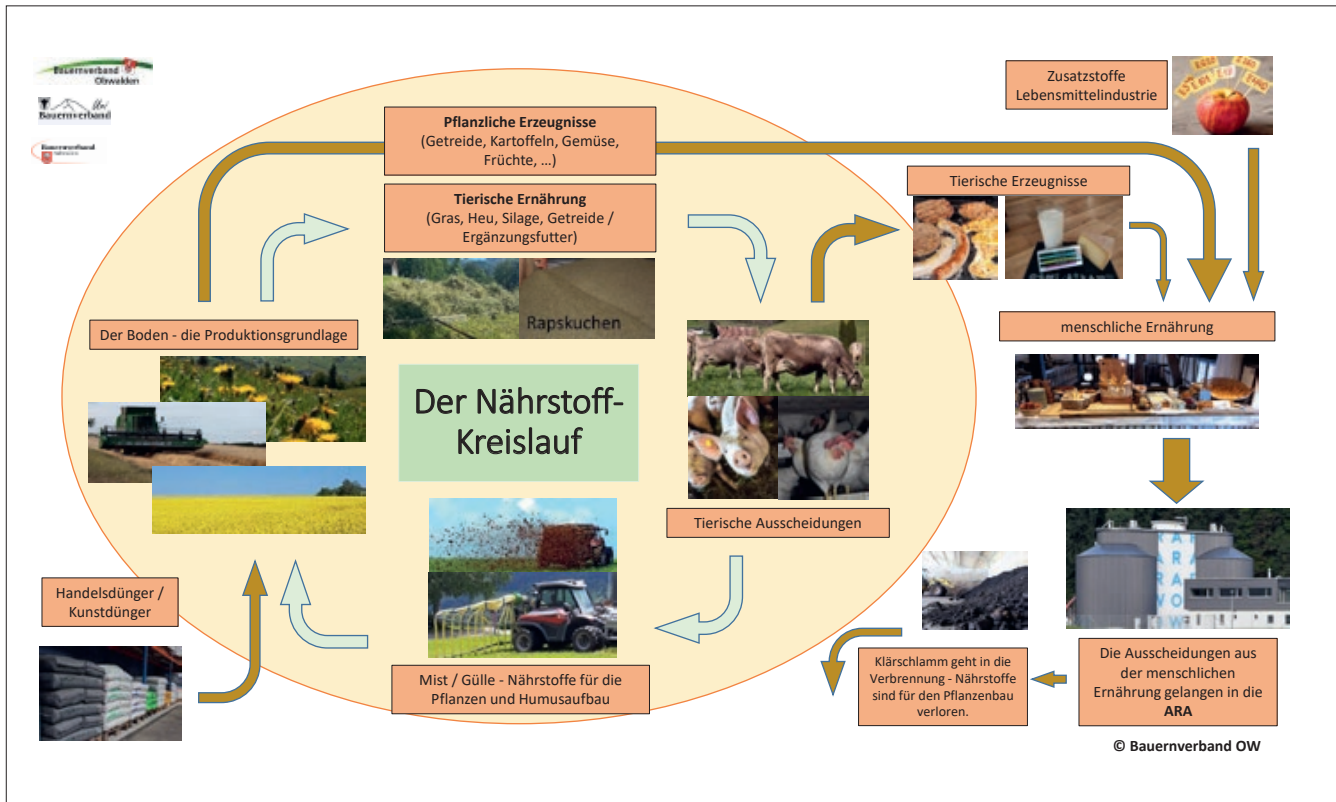 Bauernverband
Obwalden
Uri
Bauernverband
Bauernverband
Zusatzstoffe
Lebensmittelindustrie
Pflanzliche Erzeugnisse
(Getreide, Kartoffeln, Gemüse,
Früchte, …)
Tierische Ernährung
(Gras, Heu, Silage, Getreide /
Ergänzungsfutter)
Rapskuchen
Tierische Erzeugnisse
Der Boden - die Produktionsgrundlage
menschliche Ernährung
Der Nährstoff-
Kreislauf
Tierische Ausscheidungen
Handelsdünger /
Kunstdünger
Mist / Gülle - Nährstoffe für die
Pflanzen und Humusaufbau
Klärschlamm geht in die
Verbrennung - Nährstoffe
sind für den Pflanzenbau
verloren.
Die Ausscheidungen aus
der menschlichen
Ernährung gelangen in die
ARA
© Bauernverband OW